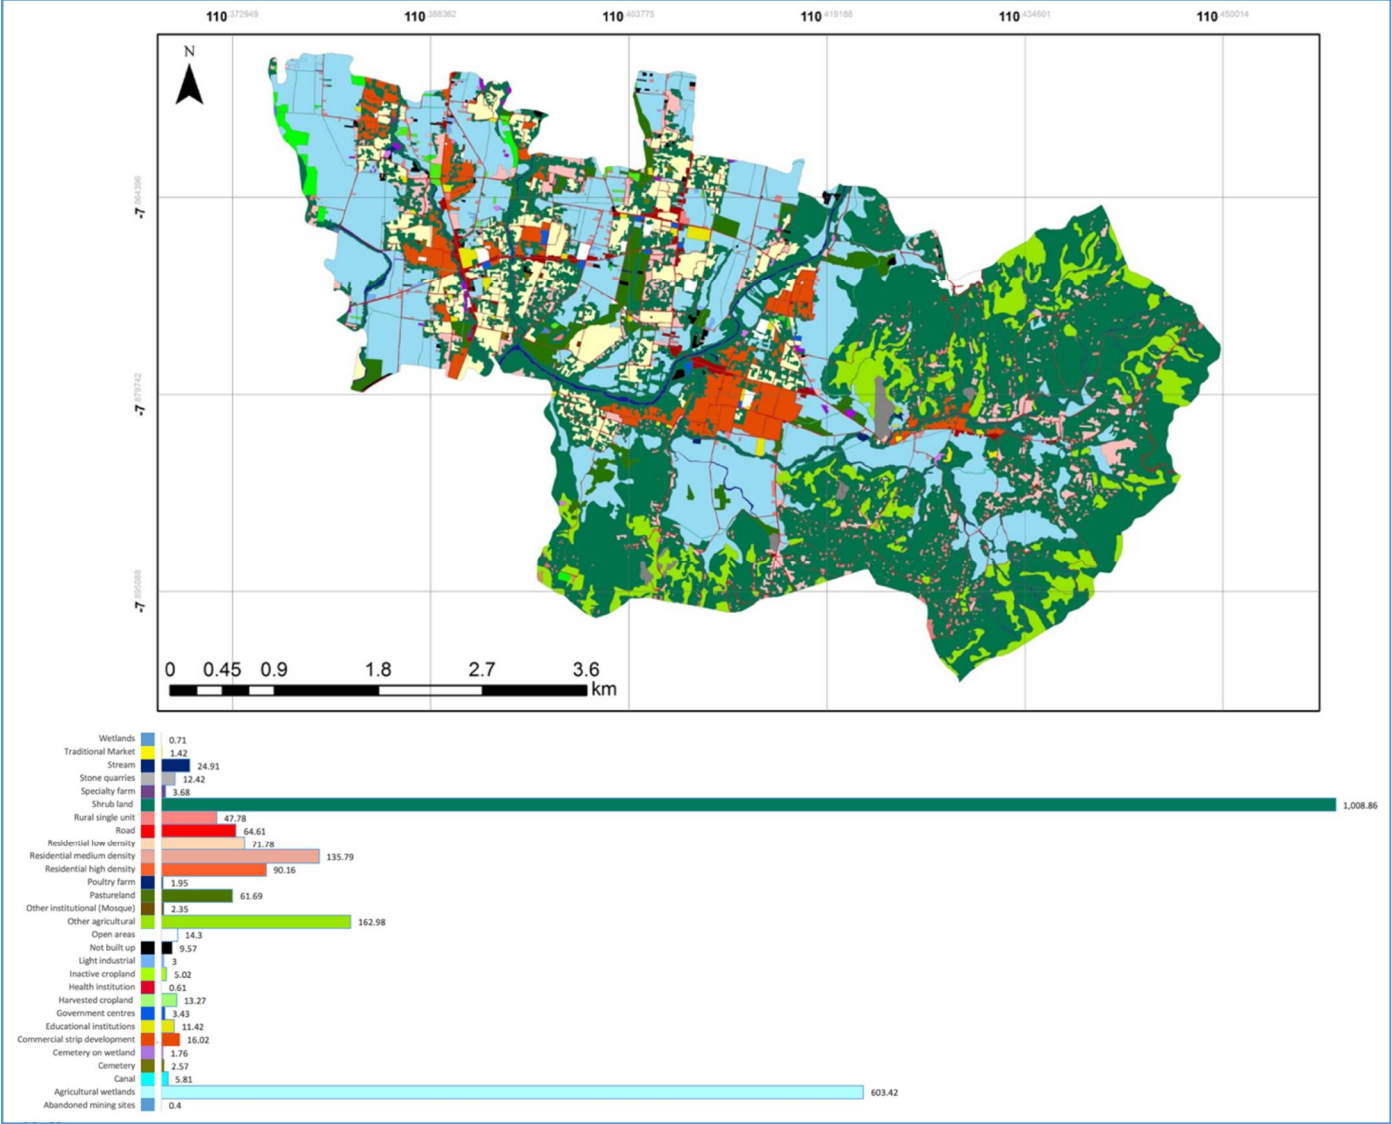 110.372949 110.388362 110.403775 110.419188 110.434601 110.450014
N
-7.864396
-7.879742
-7.895088
0 0.45 0.9 1.8 2.7 3.6
km
Wetlands 0.71
Traditional Market 1.42
Stream 24.91
Stone quarries 12.42
Specialty farm 3.68
Shrub land 1,008.86
Rural single unit 47.78
Road 64.61
Residential low density 71.78
Residential medium density 135.79
Residential high density 90.16
Poultry farm 1.95
Pastureland 61.69
Other institutional (Mosque) 2.35
Other agricultural 162.98
Open areas 14.3
Not built up 9.57
Light industrial 3
Inactive cropland 5.02
Health institution 0.61
Harvested cropland 13.27
Government centres 3.43
Educational institutions 11.42
Commercial strip development 16.02
Cemetery on wetland 1.76
Cemetery 2.57
Canal 5.81
Agricultural wetlands 603.42
Abandoned mining sites 0.4